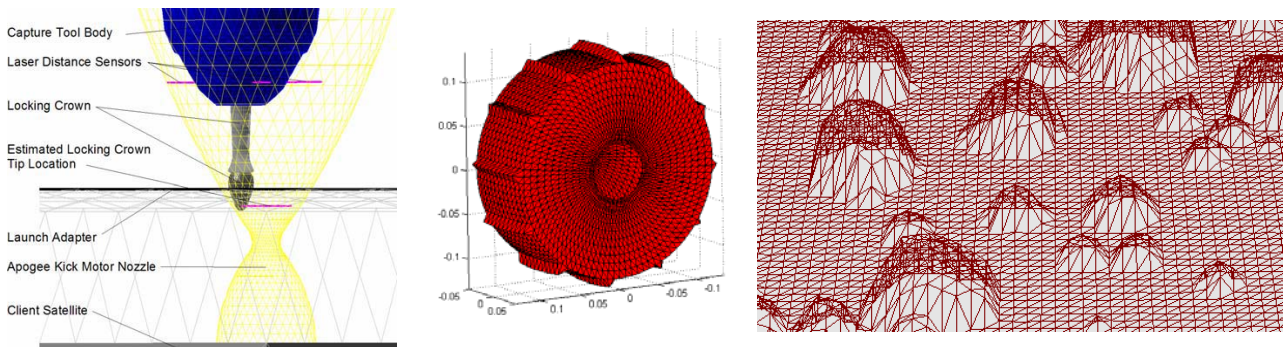 Capture Tool Body
Laser Distance Sensors
Locking Crown
Estimated Locking Crown
Tip Location
Launch Adapter
Apogee Kick Motor Nozzle
Client Satellite
0.1
0.05
0
-0.05
-0.1
-0.05
0
0.05
0.1
0.05
0
-0.05
-0.1